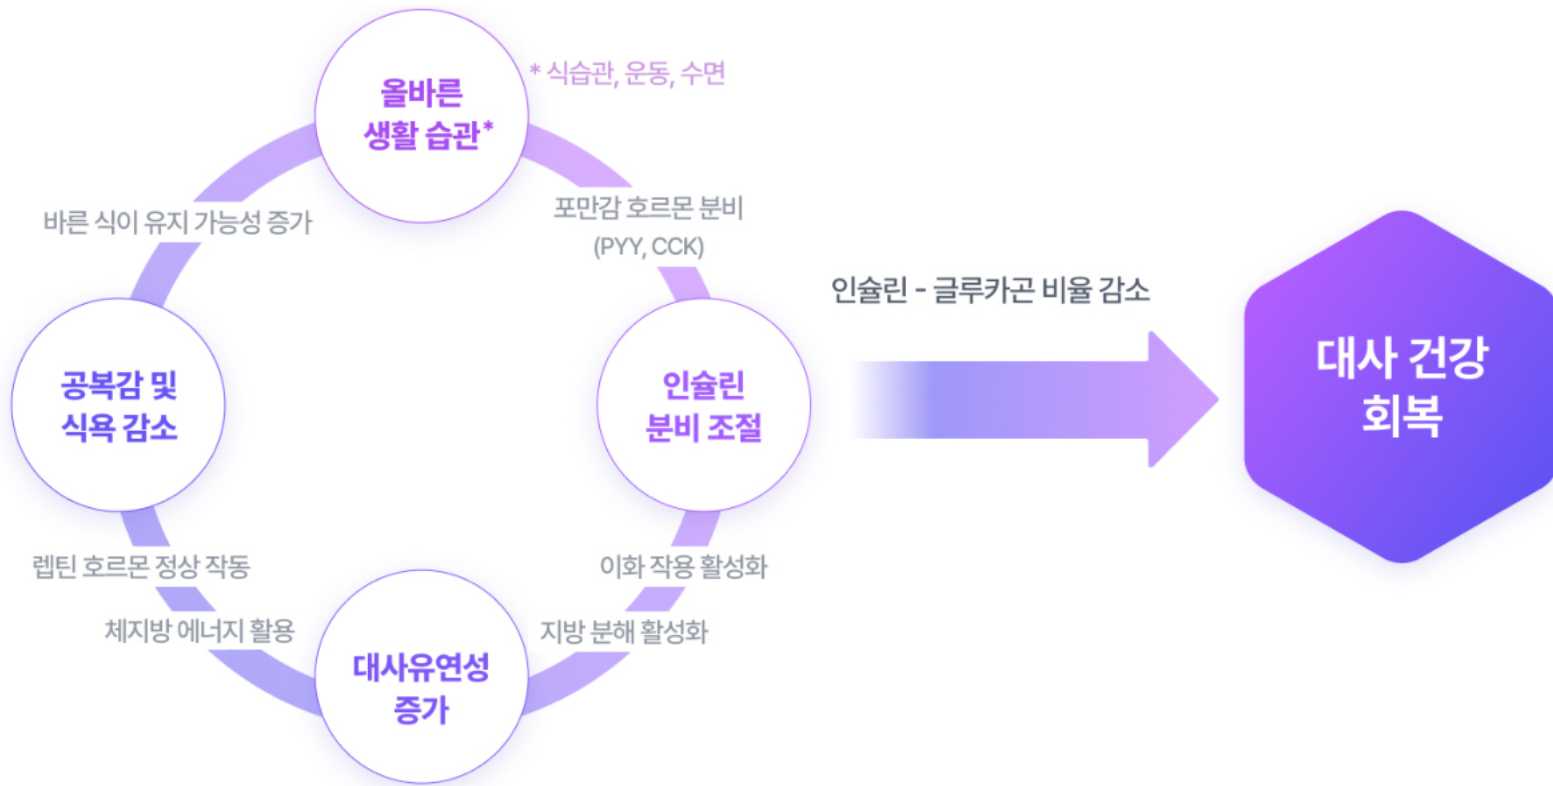 올바른
생활 습관*
* 식습관, 운동, 수면
포만감 호르몬 분비
(PYY, CCK)
인슐린
분비 조절
이화 작용 활성화
지방 분해 활성화
대사유연성
증가
체지방 에너지 활용
렙틴 호르몬 정상 작동
공복감 및
식욕 감소
바른 식이 유지 가능성 증가
인슐린 - 글루카곤 비율 감소
대사 건강
회복